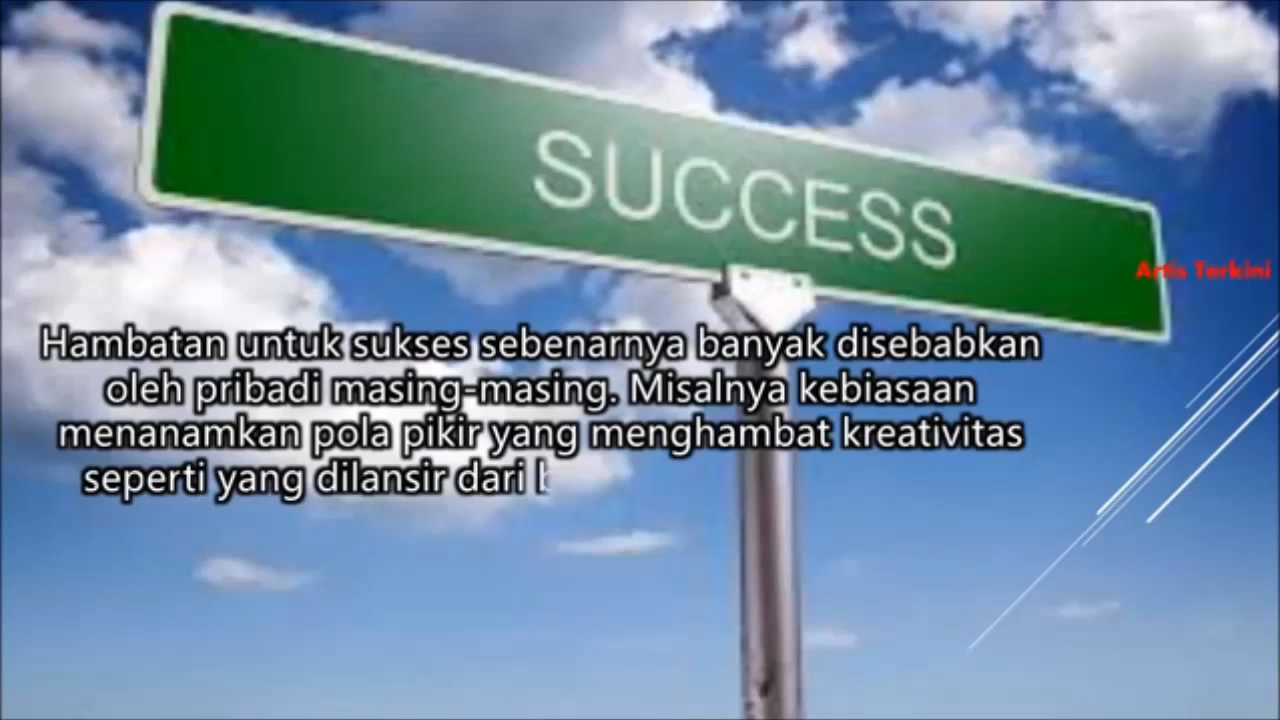 SUCCESS
Artis Terkini
Hambatan untuk sukses sebenarnya banyak disebabkan
oleh pribadi masing-masing. Misalnya kebiasaan
menanamkan pola pikir yang menghambat kreativitas
seperti yang dilansir dari